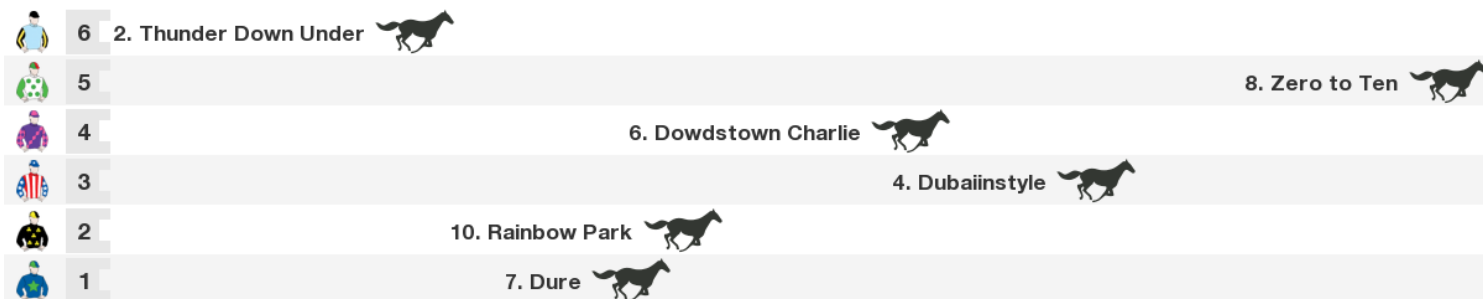 6 2. Thunder Down Under
5 8. Zero to Ten
4 6. Dowdstown Charlie
3 4. Dubaiinstyle
2 10. Rainbow Park
1 7. Dure